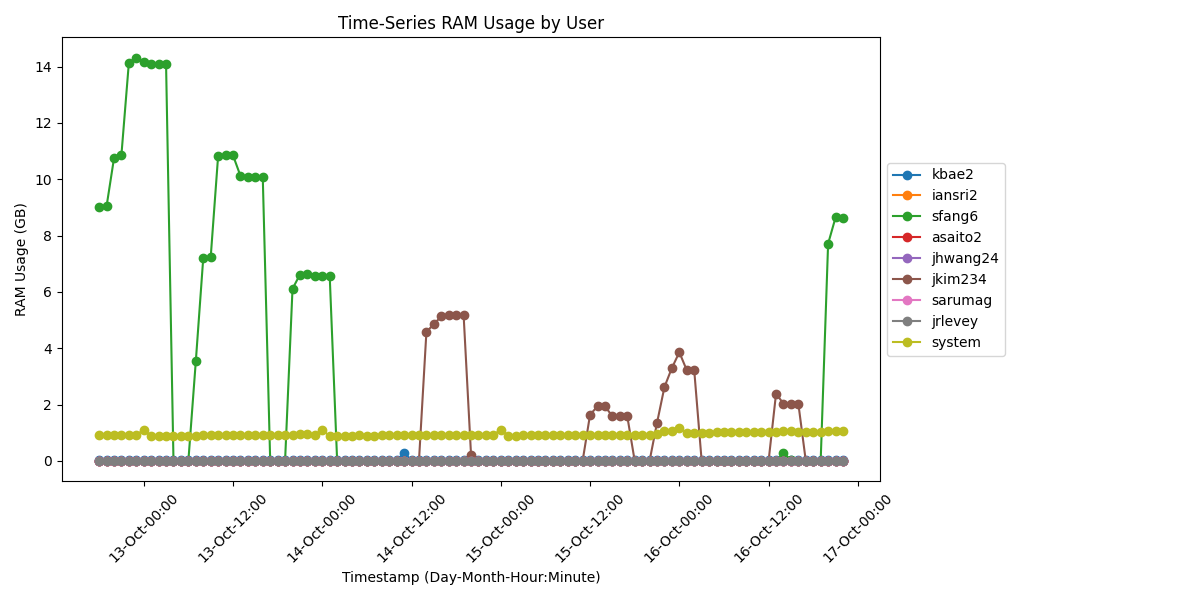 Time-Series RAM Usage by User
RAM Usage (GB)
14
12
10
8
6
4
2
0
13-Oct-00:00
13-Oct-12:00
14-Oct-00:00
14-Oct-12:00
15-Oct-00:00
15-Oct-12:00
16-Oct-00:00
16-Oct-12:00
17-Oct-00:00
Timestamp (Day-Month-Hour:Minute)
kbae2
iansri2
sfang6
asaito2
jhwang24
jkim234
sarumag
jrlevey
system